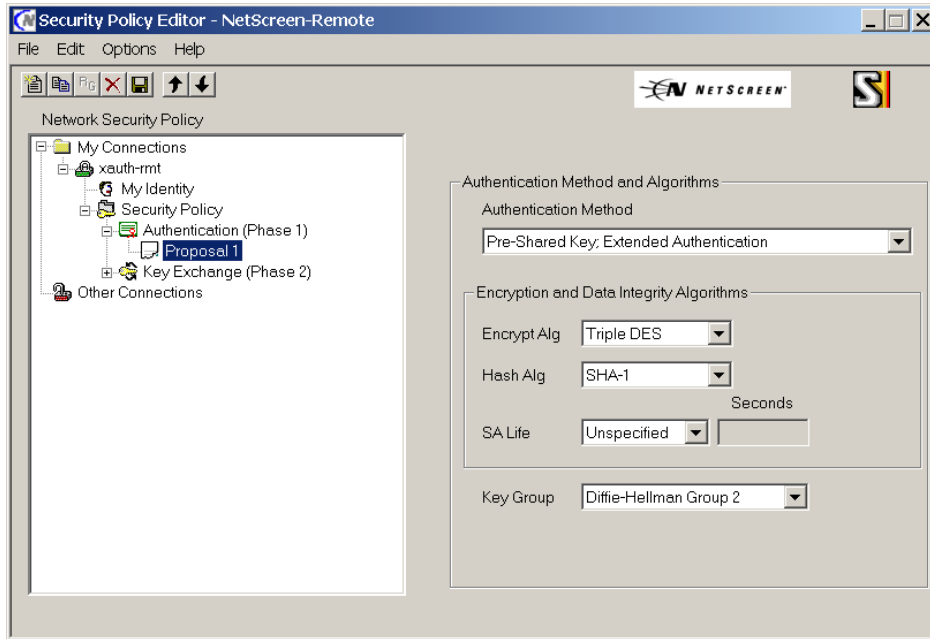 Security Policy Editor - NetScreen-Remote
File Edit Options Help
NETSCREEN
Network Security Policy
My Connections
xauth-rmt
My Identity
Security Policy
Authentication (Phase 1)
Proposal 1
Key Exchange (Phase 2)
Other Connections
Authentication Method and Algorithms
Authentication Method
Pre-Shared Key; Extended Authentication
Encryption and Data Integrity Algorithms
Encrypt Alg Triple DES
Hash Alg SHA-1
Seconds
SA Life Unspecified
Key Group Diffie-Hellman Group 2